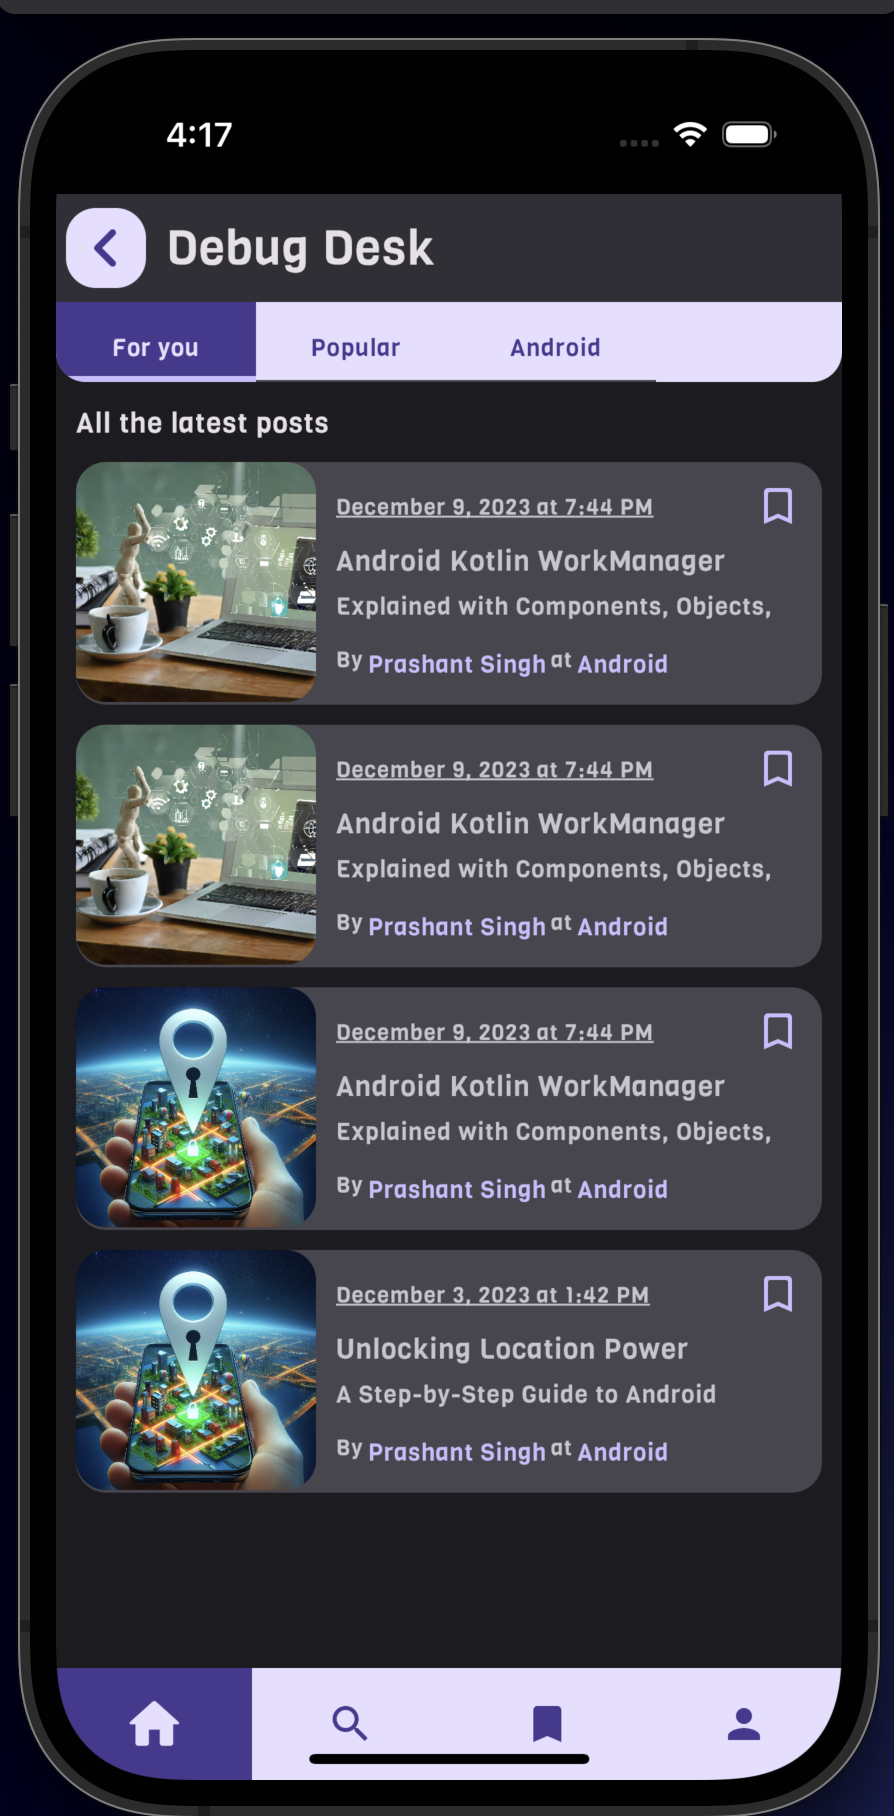 4:17
Debug Desk
For you
Popular
Android
All the latest posts
December 9, 2023 at 7:44 PM
Android Kotlin WorkManager
Explained with Components, Objects,
By Prashant Singh at Android
December 9, 2023 at 7:44 PM
Android Kotlin WorkManager
Explained with Components, Objects,
By Prashant Singh at Android
December 9, 2023 at 7:44 PM
Android Kotlin WorkManager
Explained with Components, Objects,
By Prashant Singh at Android
December 3, 2023 at 1:42 PM
Unlocking Location Power
A Step-by-Step Guide to Android
By Prashant Singh at Android